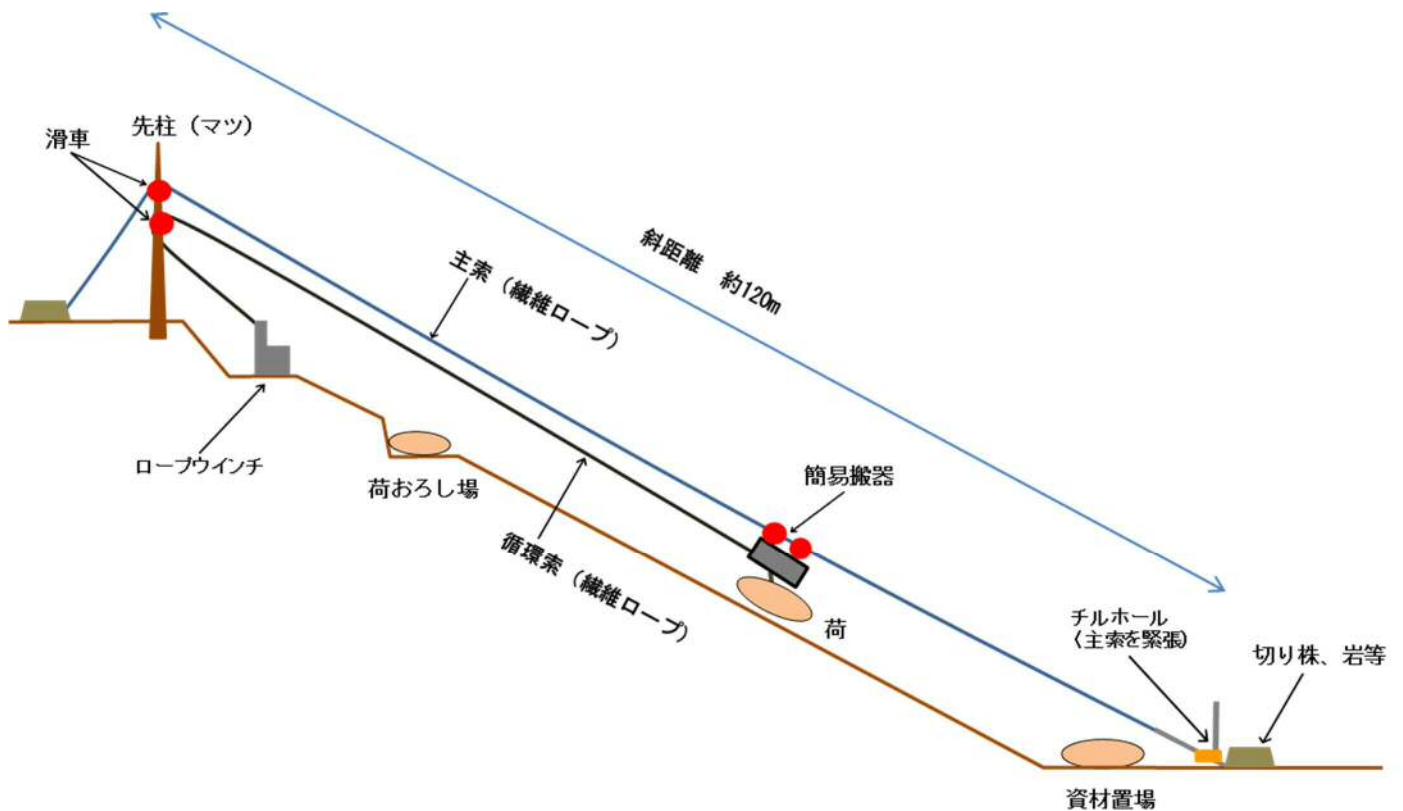 先柱（マツ）
滑車
斜距離　約120m
主索（繊維ロープ）
ロープウインチ
荷おろし場
簡易搬器
循環索（繊維ロープ）
荷
チルホール
（主索を緊張）
切り株、岩等
資材置場